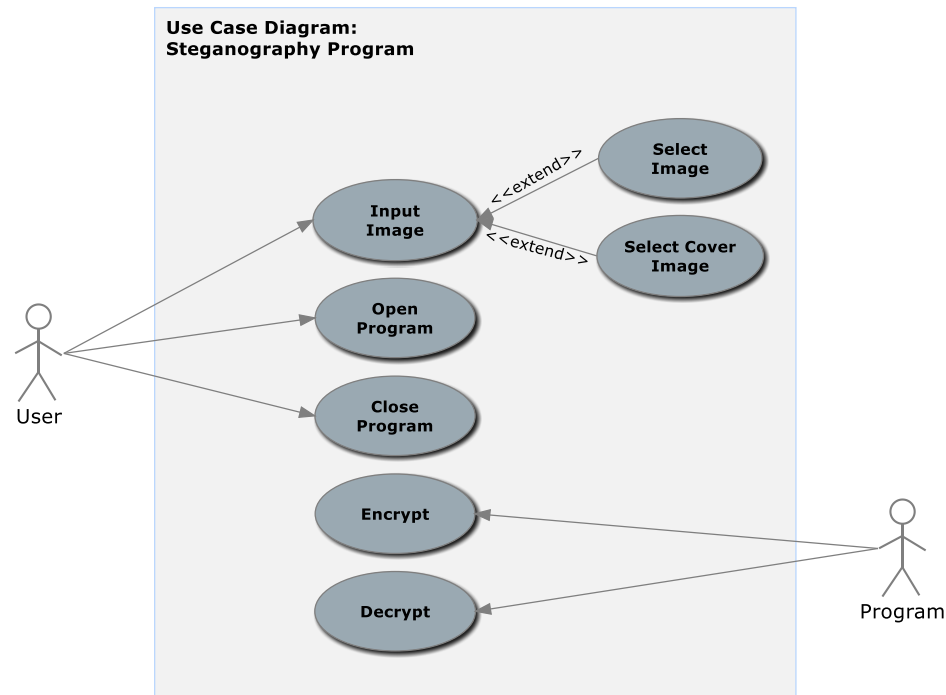 Use Case Diagram:
Steganography Program
Select
Image
<<extend>>
Input
Image
<<extend>>
Select Cover
Image
Open
Program
User
Close
Program
Encrypt
Program
Decrypt